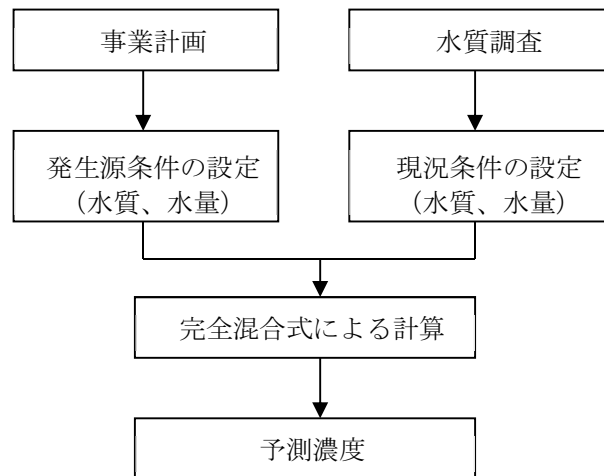 事業計画
水質調査
発生源条件の設定
（水質、水量）
現況条件の設定
（水質、水量）
完全混合式による計算
予測濃度